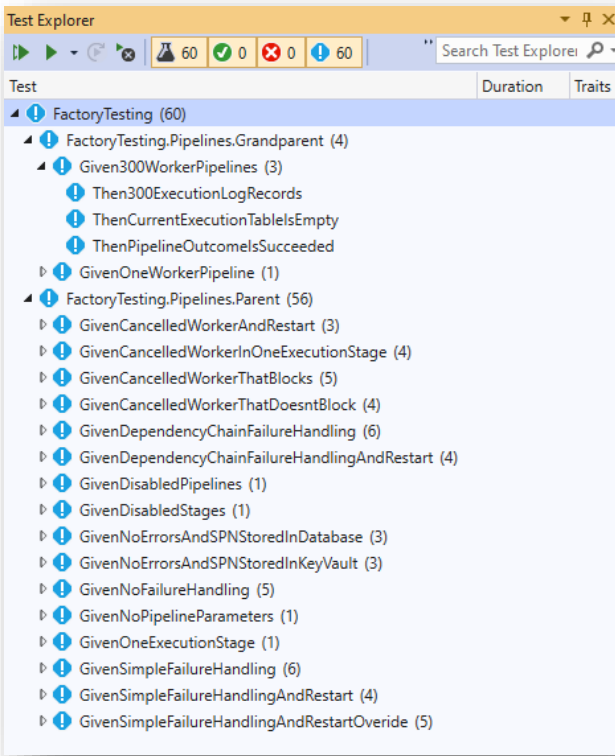 Test Explorer
60 0 0 60 Search Test Explorer
Test Duration Traits
FactoryTesting (60)
FactoryTesting.Pipelines.Grandparent (4)
Given300WorkerPipelines (3)
Then300ExecutionLogRecords
ThenCurrentExecutionTableIsEmpty
ThenPipelineOutcomeIsSucceeded
GivenOneWorkerPipeline (1)
FactoryTesting.Pipelines.Parent (56)
GivenCancelledWorkerAndRestart (3)
GivenCancelledWorkerInOneExecutionStage (4)
GivenCancelledWorkerThatBlocks (5)
GivenCancelledWorkerThatDoesntBlock (4)
GivenDependencyChainFailureHandling (6)
GivenDependencyChainFailureHandlingAndRestart (4)
GivenDisabledPipelines (1)
GivenDisabledStages (1)
GivenNoErrorsAndSPNStoredInDatabase (3)
GivenNoErrorsAndSPNStoredInKeyVault (3)
GivenNoFailureHandling (5)
GivenNoPipelineParameters (1)
GivenOneExecutionStage (1)
GivenSimpleFailureHandling (6)
GivenSimpleFailureHandlingAndRestart (4)
GivenSimpleFailureHandlingAndRestartOveride (5)